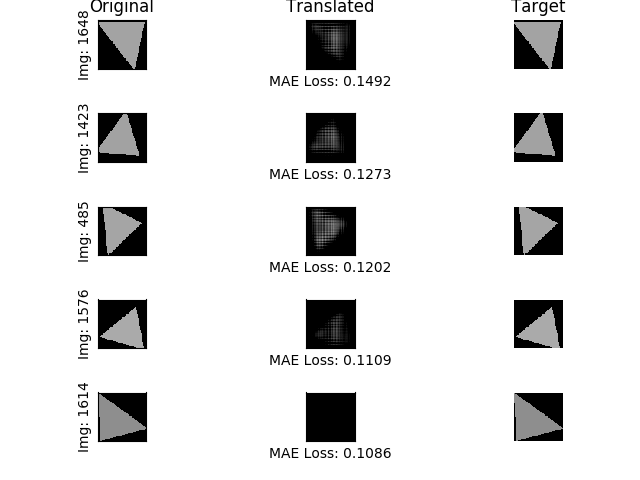 Original Translated Target
Img: 1648
MAE Loss: 0.1492
Img: 1423
MAE Loss: 0.1273
Img: 485
MAE Loss: 0.1202
Img: 1576
MAE Loss: 0.1109
Img: 1614
MAE Loss: 0.1086